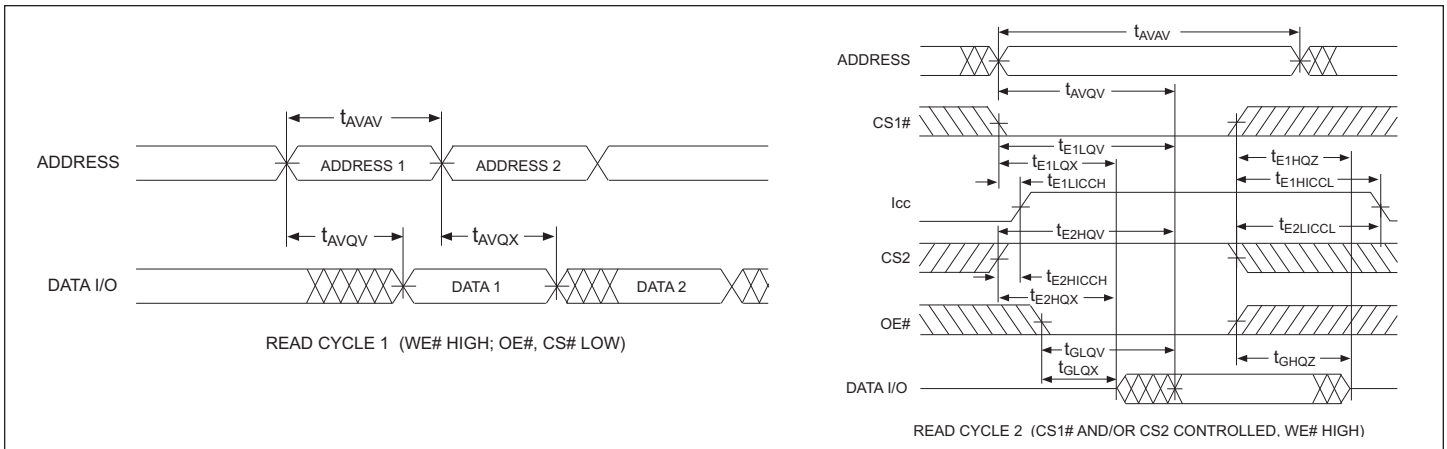 tAVAV
ADDRESS
ADDRESS 1
ADDRESS 2
tAVQV
tAVQX
DATA I/O
DATA 1
DATA 2
READ CYCLE 1 (WE# HIGH; OE#, CS# LOW)
tAVAV
ADDRESS
tAVQV
CS1#
tE1LQV
tE1LQX
tE1HQZ
tE1LICCH
tE1HICCL
Icc
tE2HQV
tE2LICCL
CS2
tE2HICCH
tE2HQX
OE#
tGLQV
tGHQZ
tGLQX
DATA I/O
READ CYCLE 2 (CS1# AND/OR CS2 CONTROLLED, WE# HIGH)